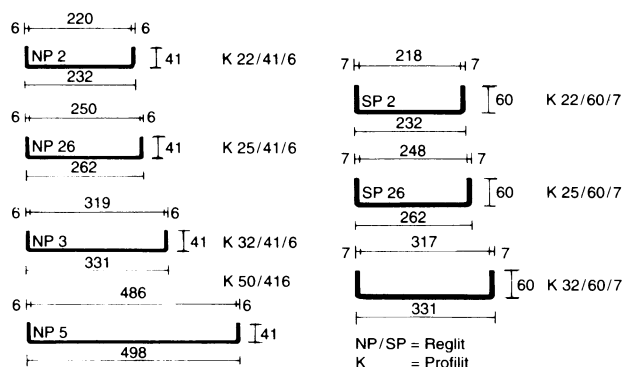 220
6 6
NP 2 41 K 22/41/6
232
250
6 6
NP 26 41 K 25/41/6
262
319
6 6
NP 3 41 K 32/41/6
331
K 50/416
486
6 6
NP 5 41
498
218
7 7
SP 2 60 K 22/60/7
232
248
7 7
SP 26 60 K 25/60/7
262
317
7 7
60 K 32/60/7
331
NP/SP = Reglit
K = Profilit